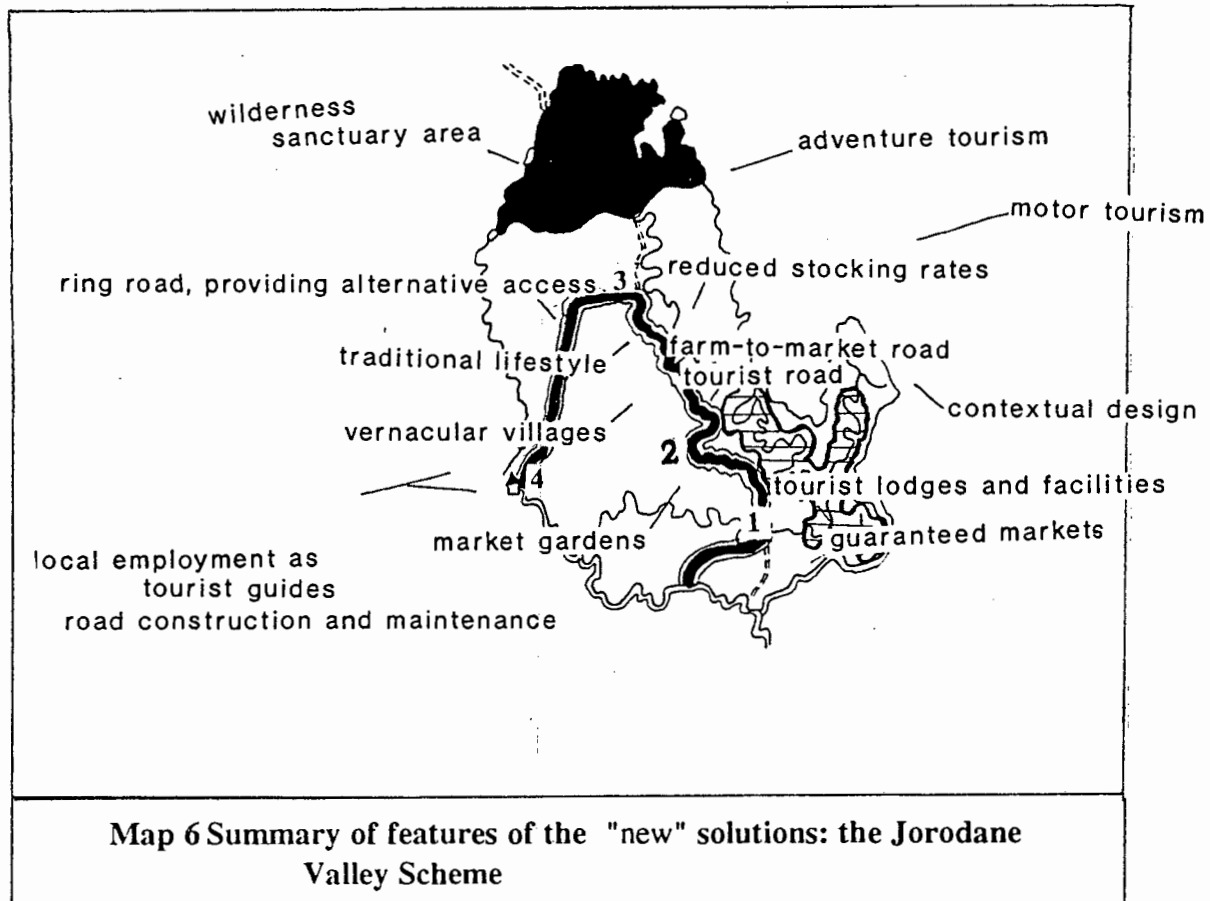 wilderness
sanctuary area
adventure tourism
motor tourism
ring road, providing alternative access
3
reduced stocking rates
traditional lifestyle
farm-to-market road
tourist road
contextual design
vernacular villages
2
4
tourist lodges and facilities
1
market gardens
guaranteed markets
local employment as
tourist guides
road construction and maintenance
Map 6 Summary of features of the "new" solutions: the Jorodane
Valley Scheme